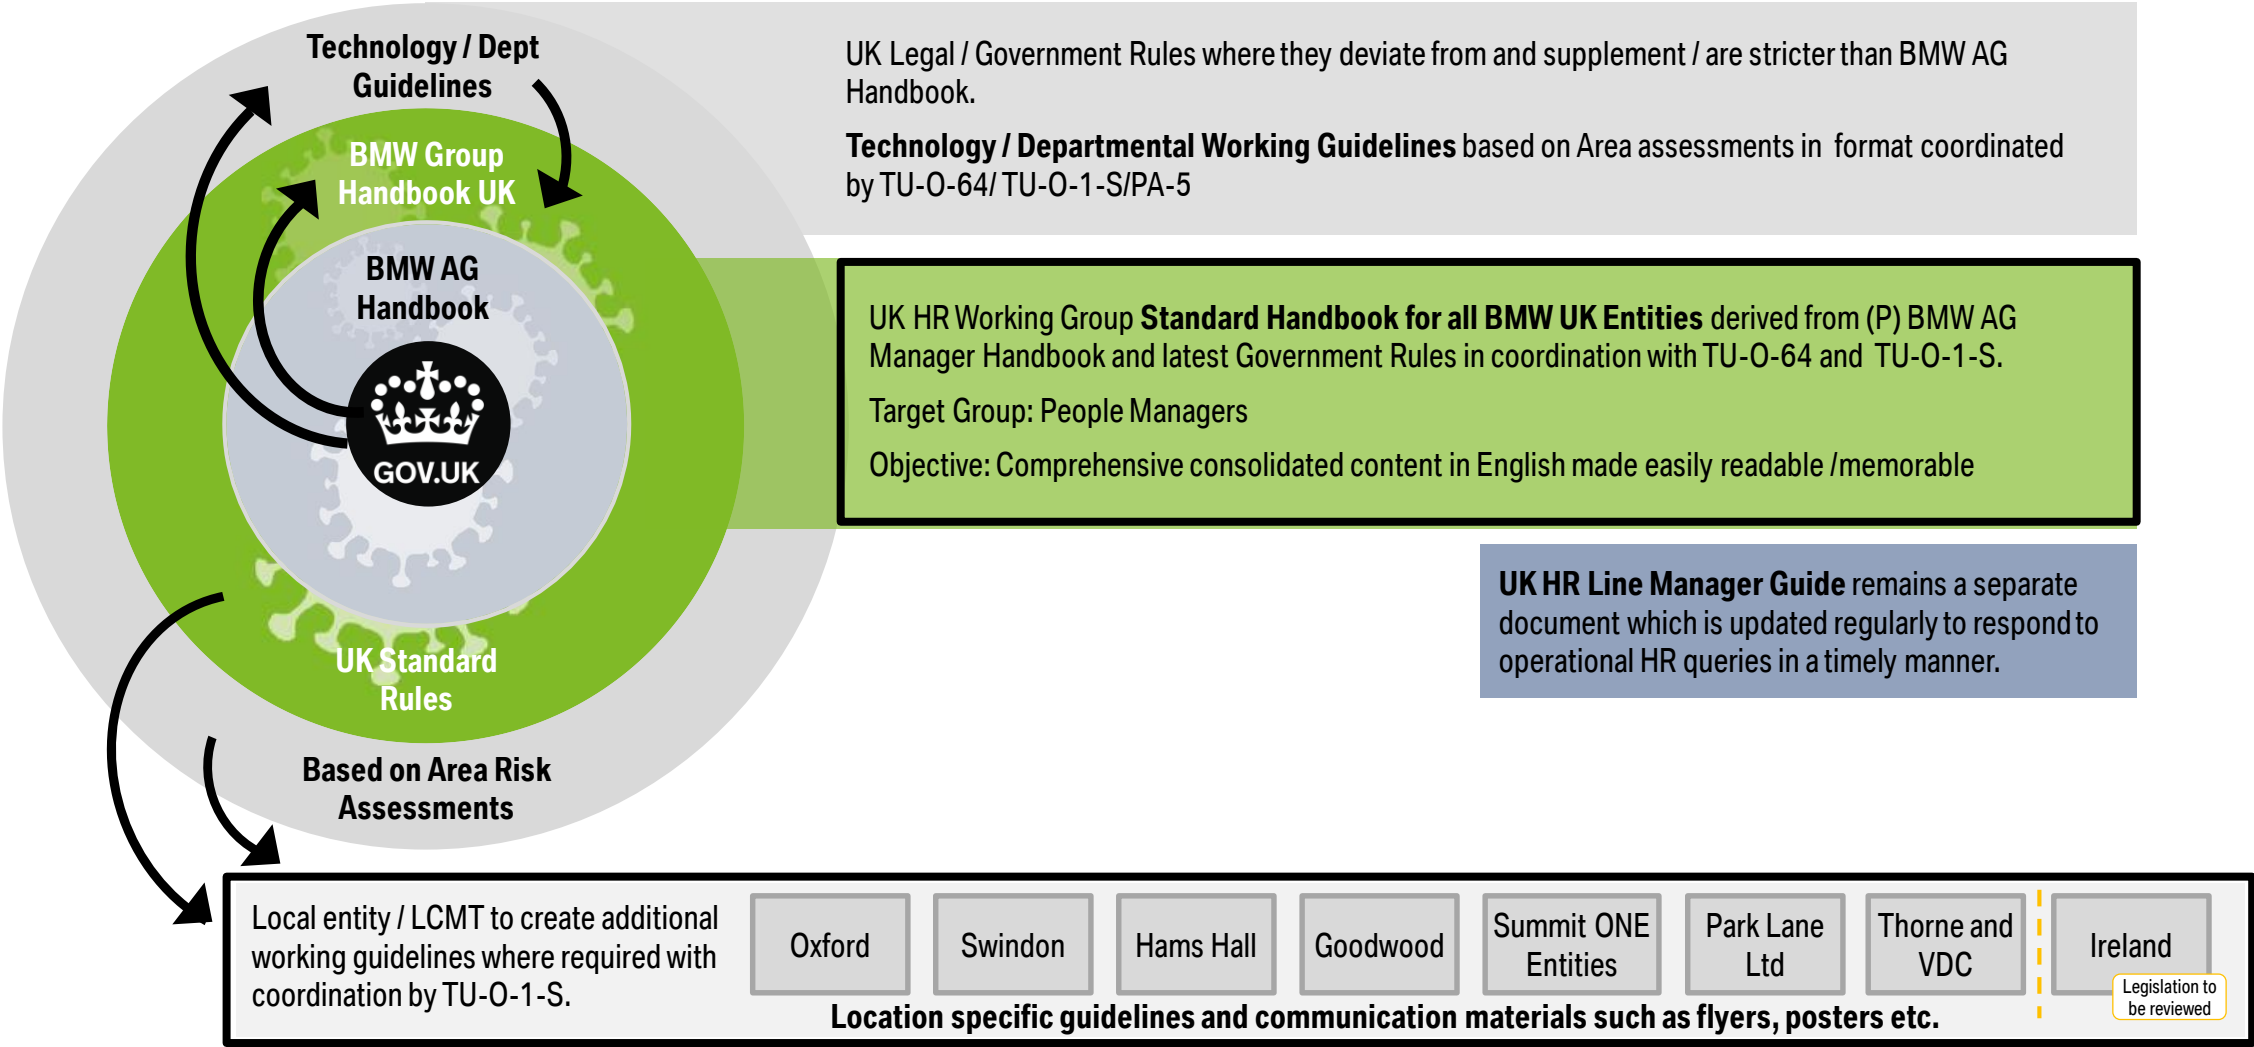 Technology / Dept
Guidelines
BMW Group
Handbook UK
BMW AG
Handbook
GOV.UK
UK Standard
Rules
Based on Area Risk
Assessments
UK Legal / Government Rules where they deviate from and supplement / are stricter than BMW AG
Handbook.
Technology / Departmental Working Guidelines based on Area assessments in format coordinated
by TU-O-64/ TU-O-1-S/PA-5
UK HR Working Group Standard Handbook for all BMW UK Entities derived from (P) BMW AG
Manager Handbook and latest Government Rules in coordination with TU-O-64 and TU-O-1-S.
Target Group: People Managers
Objective: Comprehensive consolidated content in English made easily readable /memorable
UK HR Line Manager Guide remains a separate
document which is updated regularly to respond to
operational HR queries in a timely manner.
Local entity / LCMT to create additional
working guidelines where required with
coordination by TU-O-1-S.
Oxford
Swindon
Hams Hall
Goodwood
Summit ONE
Entities
Park Lane
Ltd
Thorne and
VDC
Ireland
Legislation to
be reviewed
Location specific guidelines and communication materials such as flyers, posters etc.